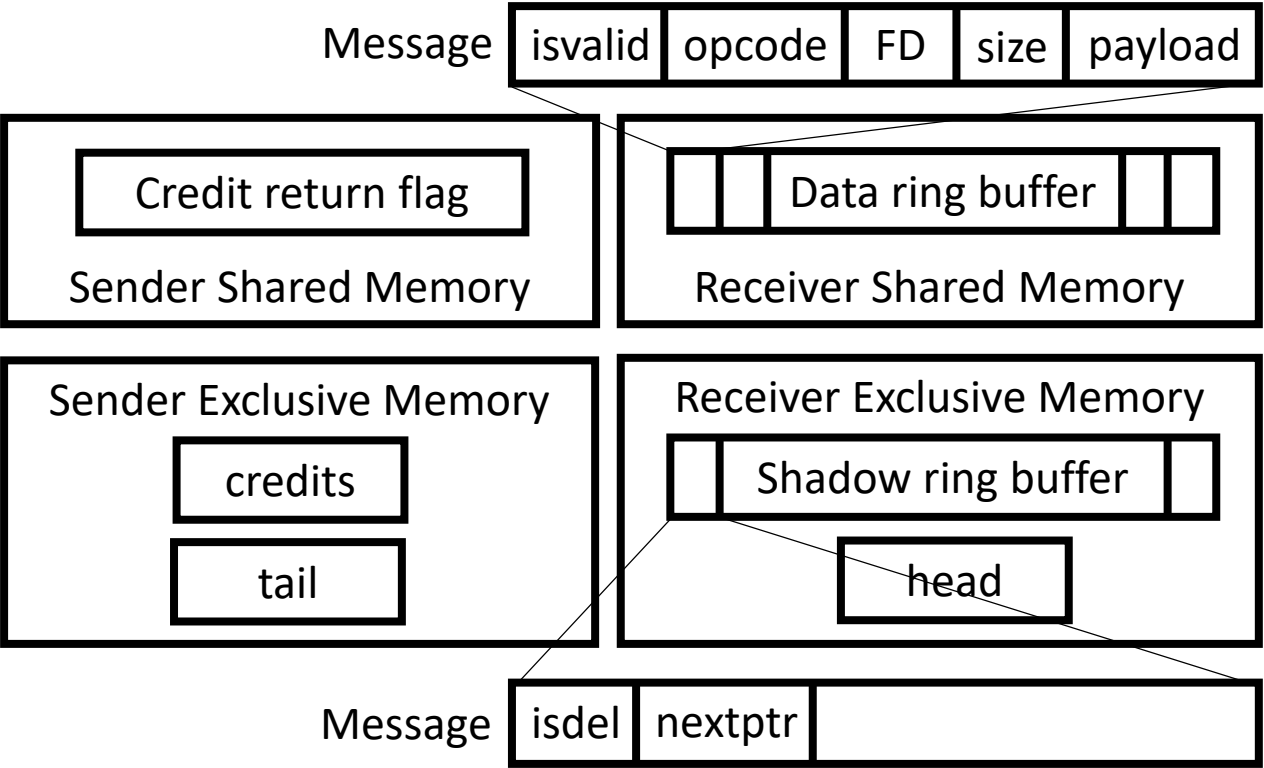 Message isvalid opcode FD size payload
Credit return flag
Sender Shared Memory
Data ring buffer
Receiver Shared Memory
Sender Exclusive Memory
credits
tail
Receiver Exclusive Memory
Shadow ring buffer
head
Message isdel nextptr